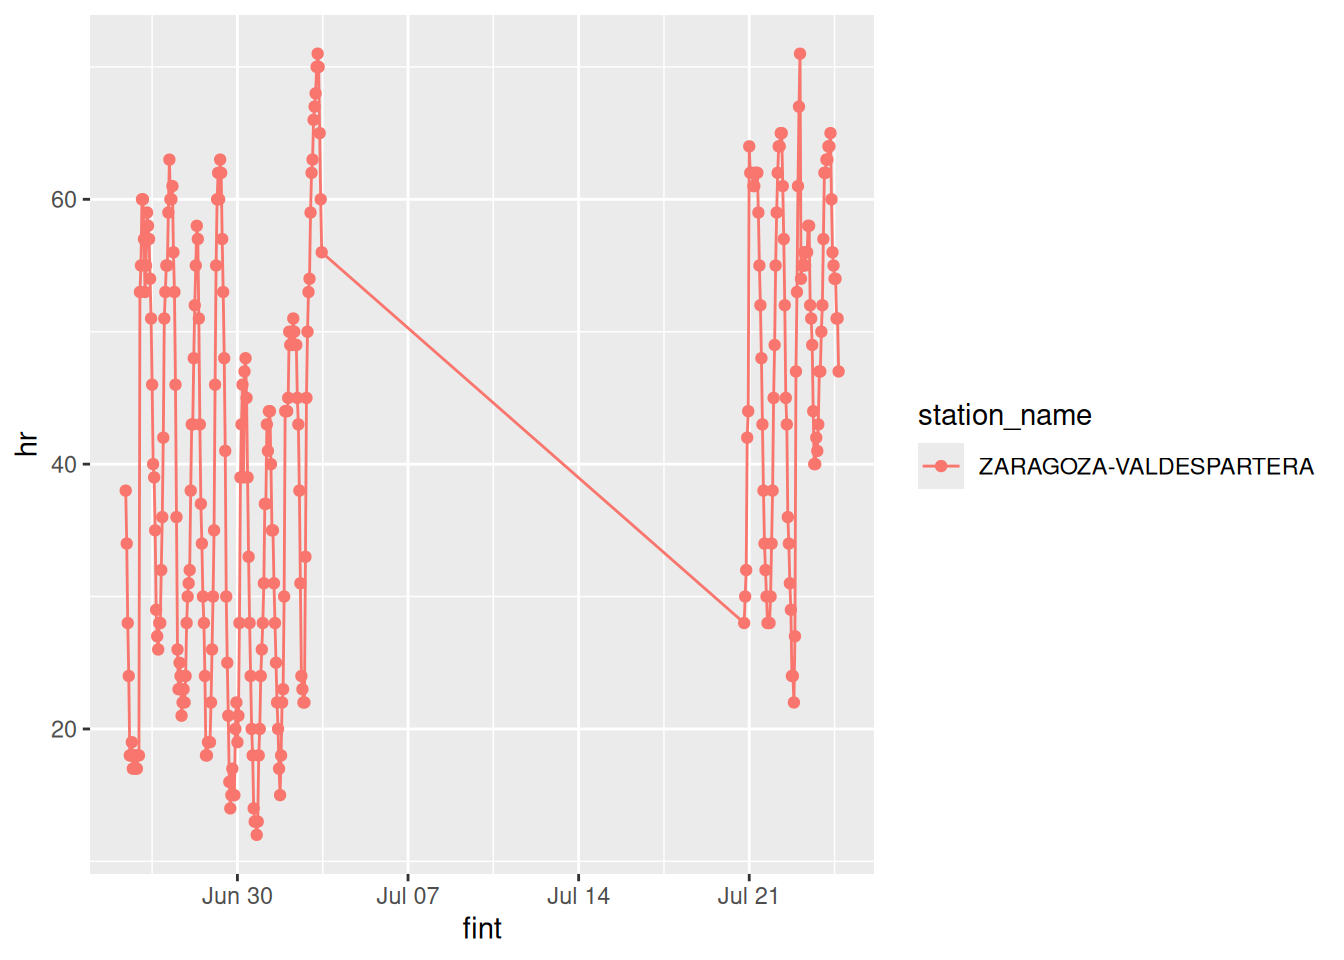 60
40
20
hr
Jun 30
Jul 07
Jul 14
Jul 21
fint
station_name
ZARAGOZA-VALDESPARTERA